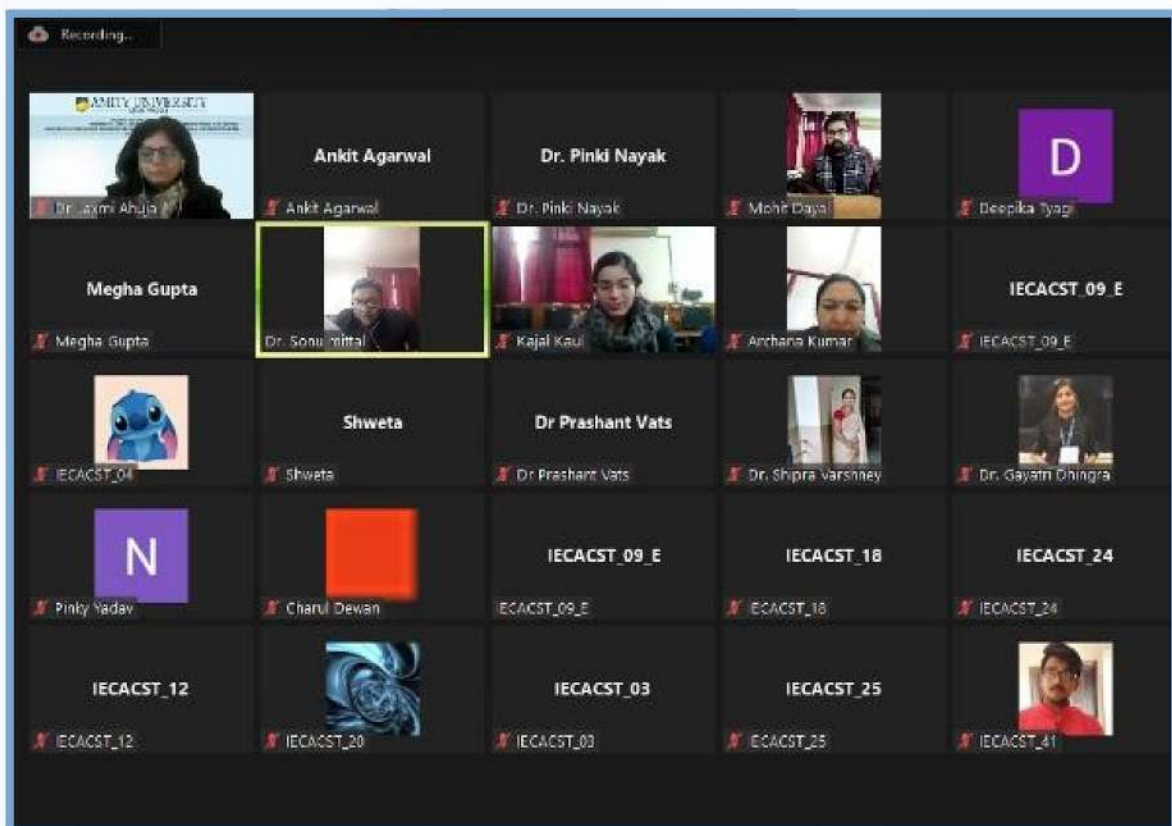 Recording...
AMITY UNIVERSITY
Dr. Laxmi Ahuja
Ankit Agarwal
Ankit Agarwal
Dr. Pinki Nayak
Dr. Pinki Nayak
Mohit Dayal
D
Deepika Tyagi
Megha Gupta
Megha Gupta
Dr. Sonu mittal
Kajal Kaul
Archana Kumar
IECACST_09_E
IECACST_09_E
IECACST_04
Shweta
Shweta
Dr Prashant Vats
Dr Prashant Vats
Dr. Shipra Varshney
Dr. Gayatri Dhingra
N
Pinky Yadav
Charul Dewan
IECACST_09_E
IECACST_09_E
IECACST_18
IECACST_18
IECACST_24
IECACST_24
IECACST_12
IECACST_12
IECACST_20
IECACST_03
IECACST_03
IECACST_25
IECACST_25
IECACST_41